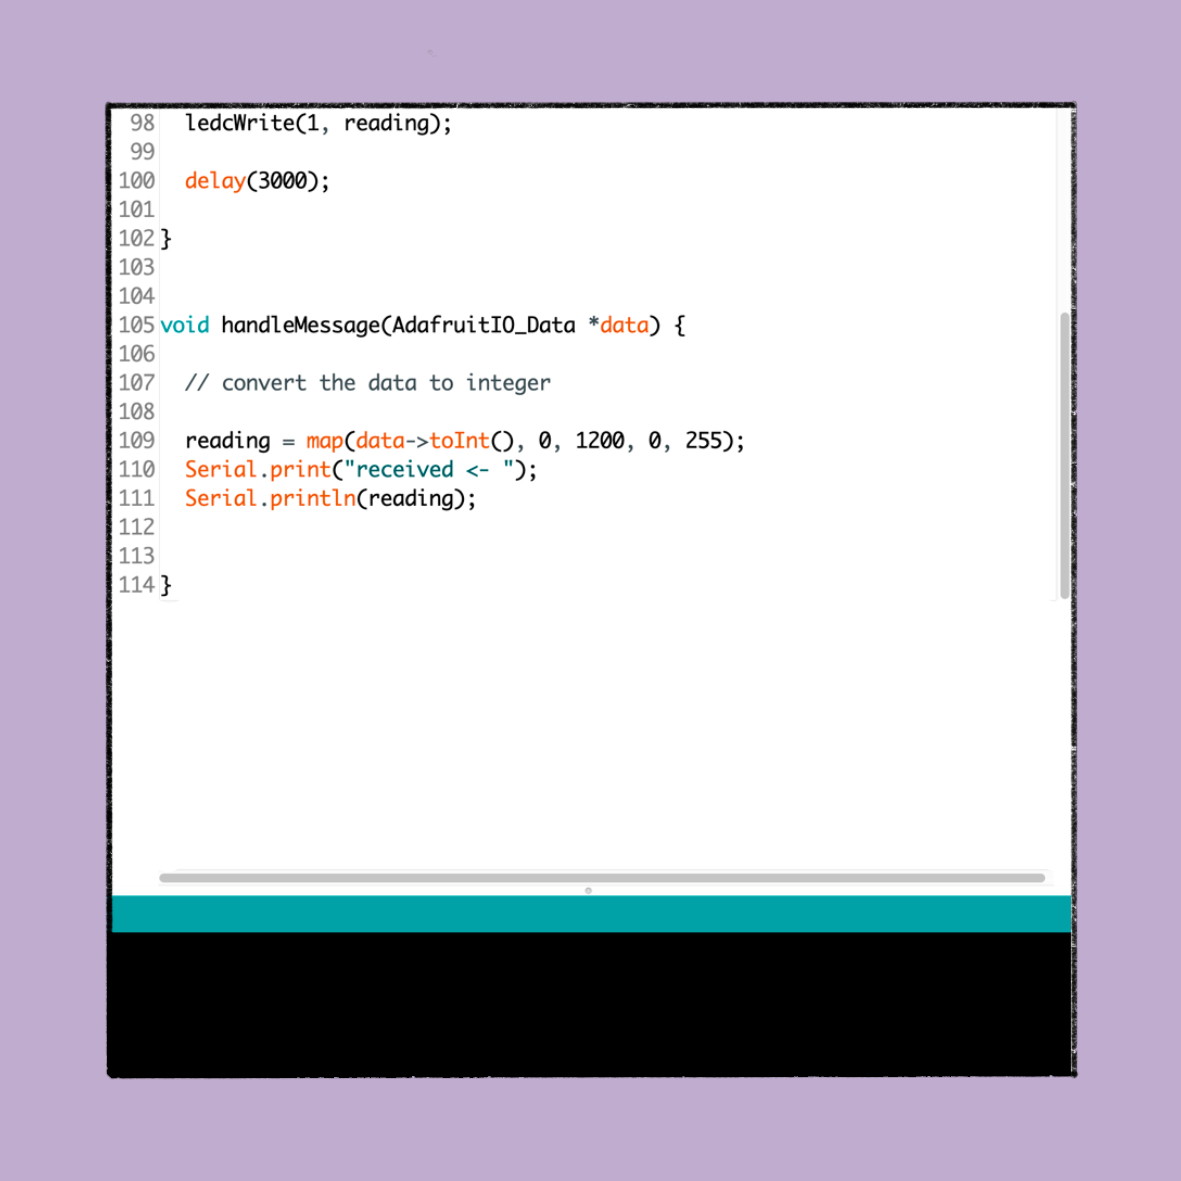 98 ledcWrite(1, reading);
99
100 delay(3000);
101
102 }
103
104
105 void handleMessage(AdafruitIO_Data *data) {
106
107 // convert the data to integer
108
109 reading = map(data->toInt(), 0, 1200, 0, 255);
110 Serial.print("received <- ");
111 Serial.println(reading);
112
113
114 }